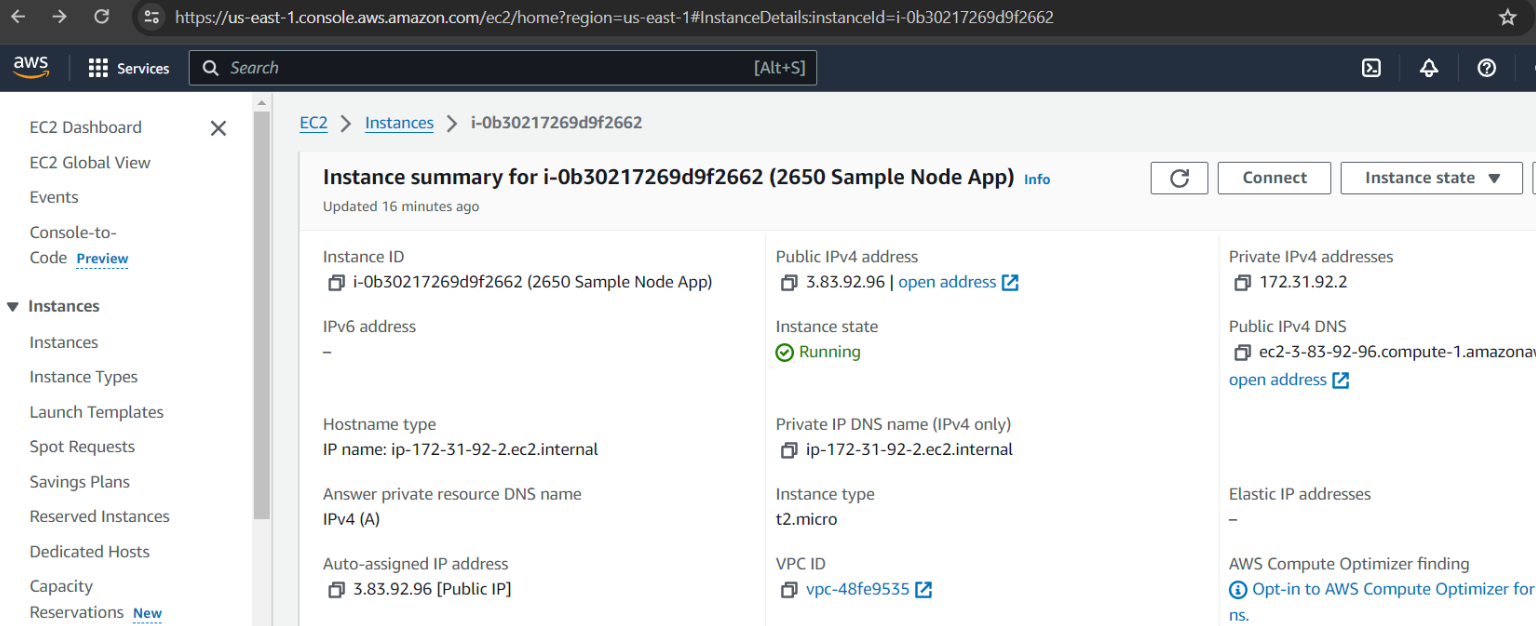 https://us-east-1.console.aws.amazon.com/ec2/home?region=us-east-1#InstanceDetails:instanceId=i-0b30217269d9f2662
aws
Services
Search
[Alt+S]
EC2 Dashboard
EC2 Global View
Events
Console-to-
Code Preview
Instances
Instances
Instance Types
Launch Templates
Spot Requests
Savings Plans
Reserved Instances
Dedicated Hosts
Capacity
Reservations New
EC2 > Instances > i-0b30217269d9f2662
Instance summary for i-0b30217269d9f2662 (2650 Sample Node App) Info
Updated 16 minutes ago
Connect
Instance state
Instance ID
i-0b30217269d9f2662 (2650 Sample Node App)
Public IPv4 address
3.83.92.96 | open address
Private IPv4 addresses
172.31.92.2
IPv6 address
–
Instance state
Running
Public IPv4 DNS
ec2-3-83-92-96.compute-1.amazonaw
open address
Hostname type
IP name: ip-172-31-92-2.ec2.internal
Private IP DNS name (IPv4 only)
ip-172-31-92-2.ec2.internal
Answer private resource DNS name
IPv4 (A)
Instance type
t2.micro
Elastic IP addresses
–
Auto-assigned IP address
3.83.92.96 [Public IP]
VPC ID
vpc-48fe9535
AWS Compute Optimizer finding
Opt-in to AWS Compute Optimizer for
ns.